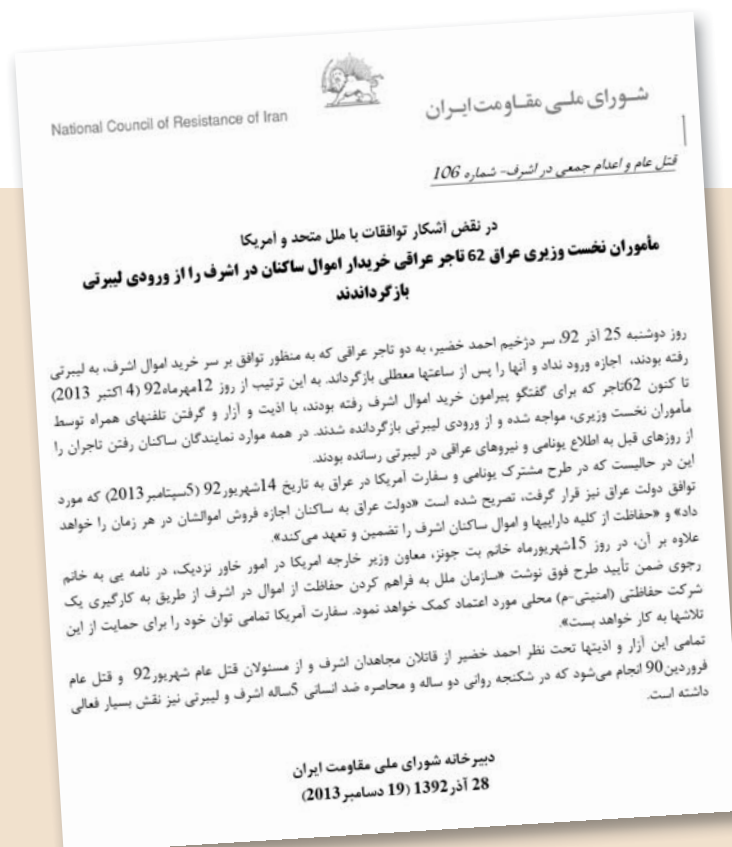 شورای ملی مقاومت ایران
National Council of Resistance of Iran
قتل عام و اعدام جمعی در اشرف- شماره 106
در نقض آشکار توافقات با ملل متحد و آمریکا
مأموران نخست وزیری عراق 62 تاجر عراقی خریدار اموال ساکنان در اشرف را از ورودی لیبرتی
بازگرداندند
روز دوشنبه 25 آذر 92، سر دژخیم احمد خضیر، به دو تاجر عراقی که به منظور توافق بر سر خرید اموال اشرف، به لیبرتی
رفته بودند، اجازه ورود نداد و آنها را پس از ساعتها معطلی بازگرداند. به این ترتیب از روز 12مهرماه92 (4 اکتبر 2013)
تا کنون 62تاجر که برای گفتگو پیرامون خرید اموال اشرف رفته بودند، با اذیت و آزار و گرفتن تلفنهای همراه توسط
مأموران نخست وزیری، مواجه شده و از ورودی لیبرتی بازگردانده شدند. در همه موارد نمایندگان ساکنان رفتن تاجران را
از روزهای قبل به اطلاع یونامی و نیروهای عراقی در لیبرتی رسانده بودند.
این در حالیست که در طرح مشترک یونامی و سفارت آمریکا در عراق به تاریخ 14شهریور92 (5سپتامبر2013) که مورد
توافق دولت عراق نیز قرار گرفت، تصریح شده است «دولت عراق به ساکنان اجازه فروش اموالشان در هر زمان را خواهد
داد» و «حفاظت از کلیه داراییها و اموال ساکنان اشرف را تضمین و تعهد می‌کند».
علاوه بر آن، در روز 15شهریورماه خانم بت جونز، معاون وزیر خارجه امریکا در امور خاور نزدیک، در نامه یی به خانم
رجوی ضمن تأیید طرح فوق نوشت «سازمان ملل به فراهم کردن حفاظت از اموال در اشرف از طریق به کارگیری یک
شرکت حفاظتی (امنیتی-م) محلی مورد اعتماد کمک خواهد نمود. سفارت آمریکا تمامی توان خود را برای حمایت از این
تلاشها به کار خواهد بست».
تمامی این آزار و اذیتها تحت نظر احمد خضیر از قاتلان مجاهدان اشرف و از مسئولان قتل عام شهریور92 و قتل عام
فروردین90 انجام می‌شود که در شکنجه روانی دو ساله و محاصره ضد انسانی 5ساله اشرف و لیبرتی نیز نقش بسیار فعالی
داشته است.
دبیرخانه شورای ملی مقاومت ایران
28 آذر 1392 (19 دسامبر 2013)